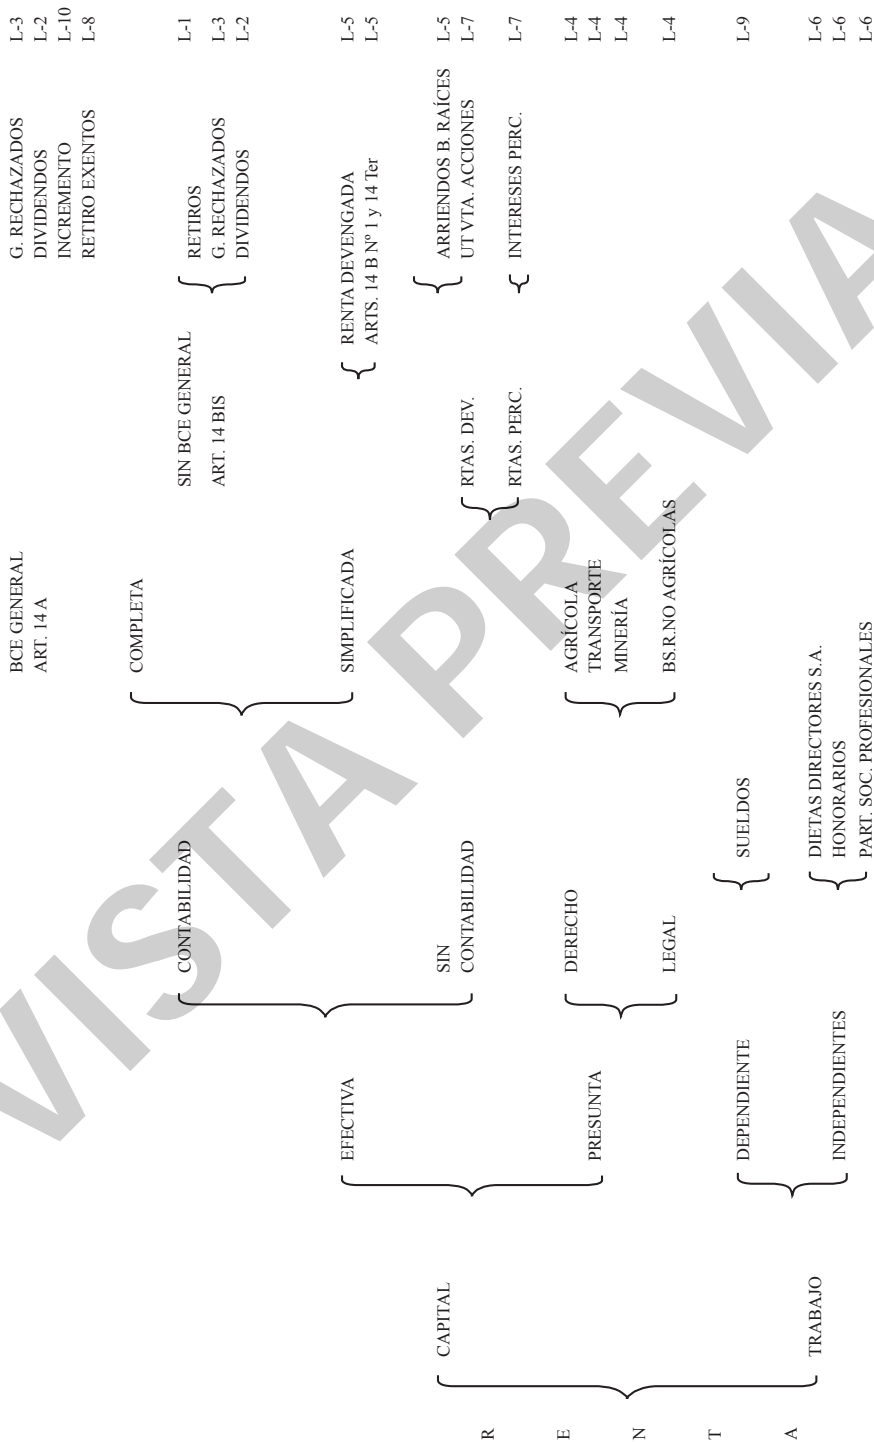 G. RECHAZADOS L-3
BCE GENERAL DIVIDENDOS L-2
ART. 14 A INCREMENTO L-10
RETIRO EXENTOS L-8
COMPLETA
CONTABILIDAD SIN BCE GENERAL RETIROS L-1
ART. 14 BIS G. RECHAZADOS L-3
DIVIDENDOS L-2
EFECTIVA SIMPLIFICADA RENTA DEVENGADA L-5
ARTS. 14 B Nº 1 y 14 Ter L-5
CAPITAL SIN ARRIENDOS B. RAÍCES L-5
CONTABILIDAD RTAS. DEV. UT VTA. ACCIONES L-7
R
RTAS. PERC. INTERESES PERC. L-7
E
DERECHO AGRÍCOLA L-4
PRESUNTA TRANSPORTE L-4
MINERÍA L-4
N
LEGAL BS.R.NO AGRÍCOLAS L-4
T
DEPENDIENTE SUELDOS L-9
A
TRABAJO DIETAS DIRECTORES S.A. L-6
INDEPENDIENTES HONORARIOS L-6
PART. SOC. PROFESIONALES L-6
VISTA PREVIA